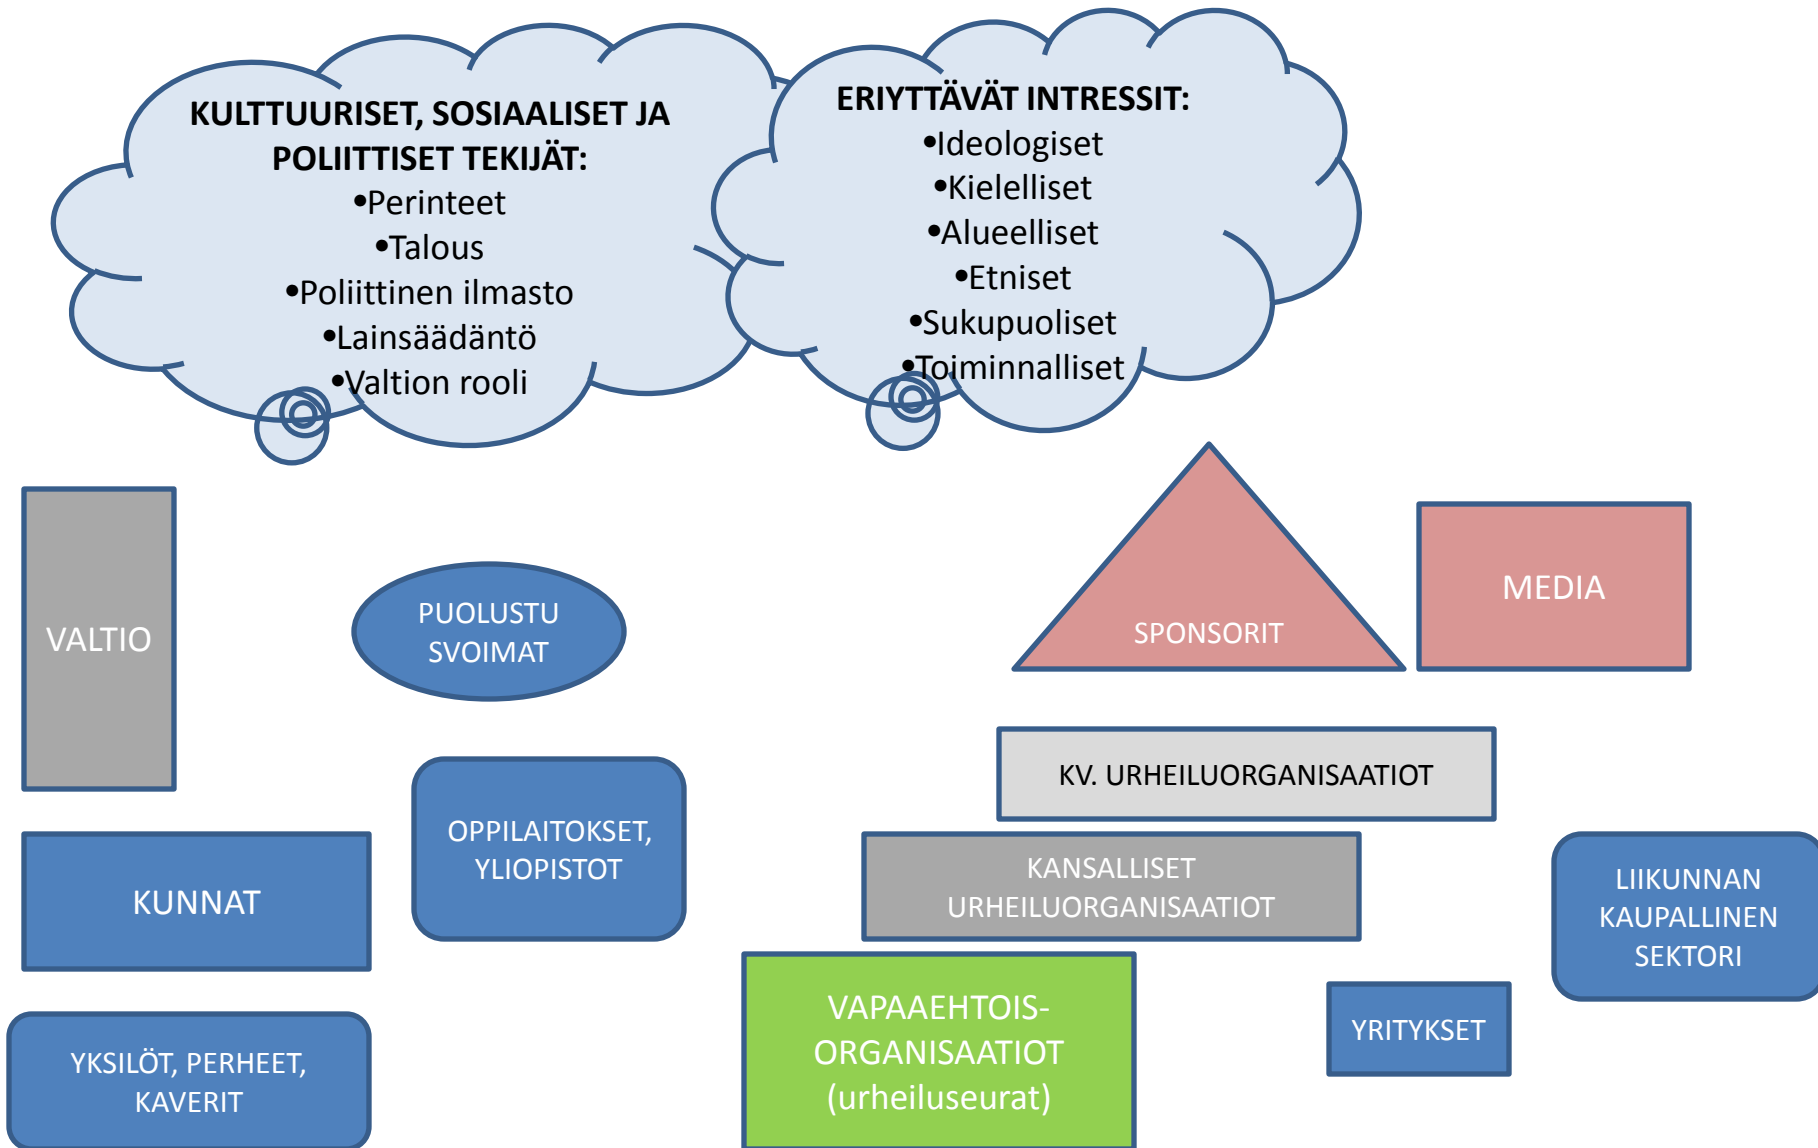 KULTTUURISET, SOSIAALISET JA
POLIITTISET TEKIJÄT:
•Perinteet
•Talous
•Poliittinen ilmasto
•Lainsäädäntö
•Valtion rooli
ERIYTTÄVÄT INTRESSIT:
•Ideologiset
•Kielelliset
•Alueelliset
•Etniset
•Sukupuoliset
•Toiminnalliset
VALTIO
PUOLUSTU
SVOIMAT
SPONSORIT
MEDIA
KV. URHEILUORGANISAATIOT
OPPILAITOKSET,
YLIOPISTOT
KUNNAT
KANSALLISET
URHEILUORGANISAATIOT
LIIKUNNAN
KAUPALLINEN
SEKTORI
YKSILÖT, PERHEET,
KAVERIT
VAPAAEHTOIS-
ORGANISAATIOT
(urheiluseurat)
YRITYKSET